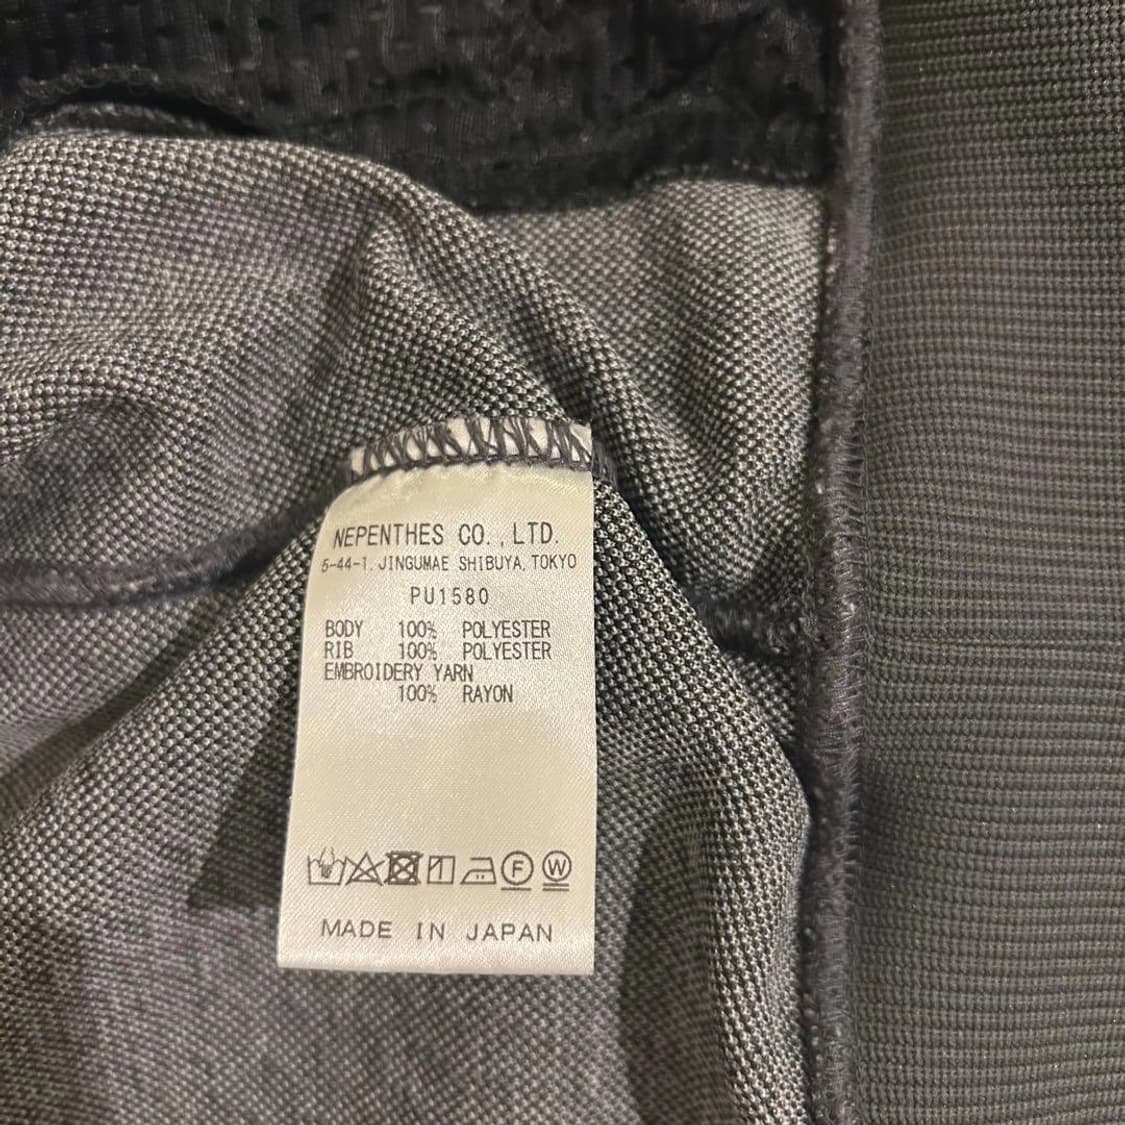 NEPENTHES CO.,LTD.
5-44-1, JINGUMAE SHIBUYA, TOKYO
PU1580
BODY 100% POLYESTER
RIB 100% POLYESTER
EMBROIDERY YARN
100% RAYON
F W
MADE IN JAPAN